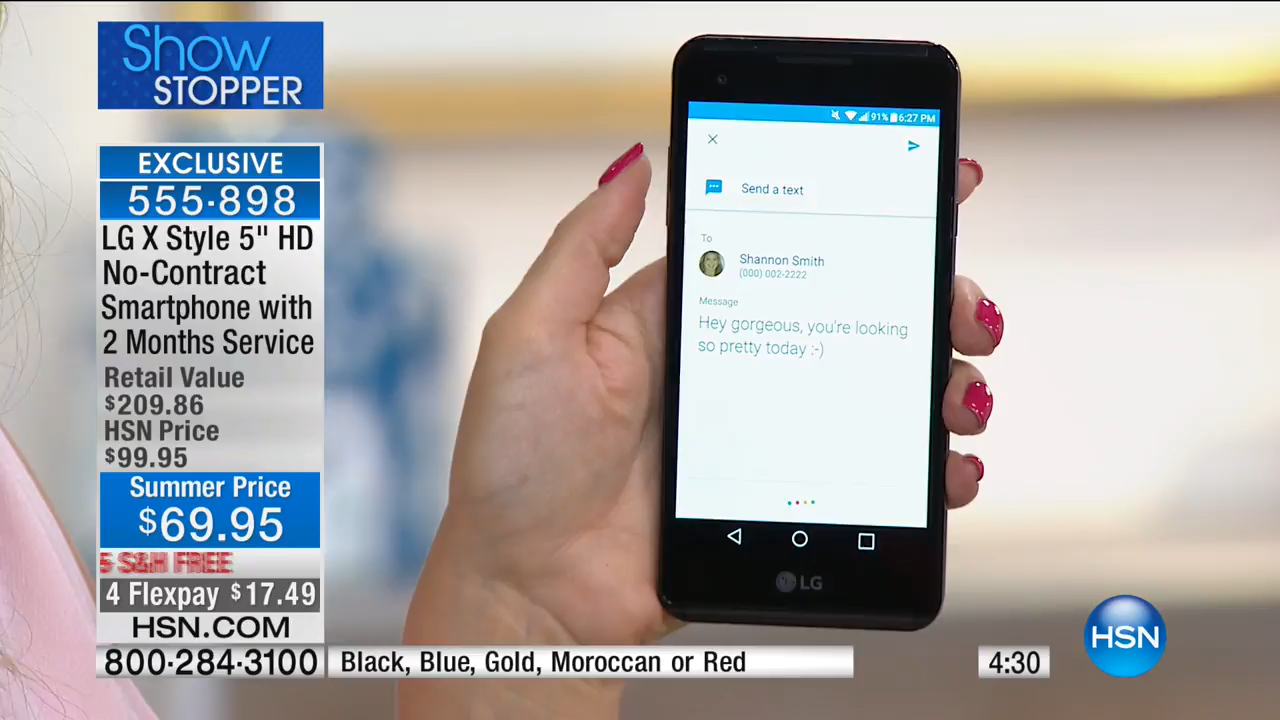 Show
STOPPER
EXCLUSIVE
555-898
LG X Style 5" HD
No-Contract
Smartphone with
2 Months Service
Retail Value
$209.86
HSN Price
$99.95
Summer Price
$69.95
S&H FREE
4 Flexpay $17.49
HSN.COM
800-284-3100
Black, Blue, Gold, Moroccan or Red
4:30
HSN
91% 6:27 PM
Send a text
To
Shannon Smith
(000) 002-2222
Message
Hey gorgeous, you're looking
so pretty today :-)
LG